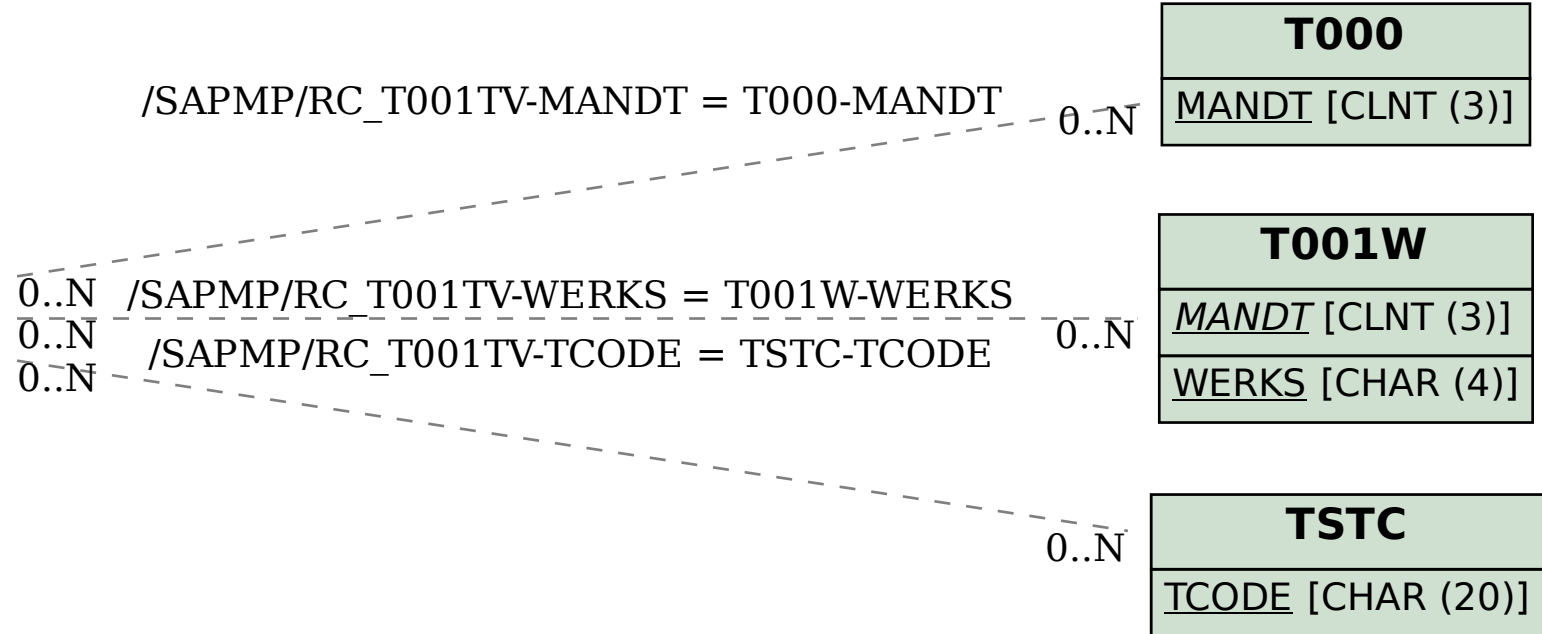 T000
/SAPMP/RC_T001TV-MANDT = T000-MANDT
0..N
MANDT [CLNT (3)]
T001W
0..N
/SAPMP/RC_T001TV-WERKS = T001W-WERKS
MANDT [CLNT (3)]
0..N
0..N
/SAPMP/RC_T001TV-TCODE = TSTC-TCODE
0..N
WERKS [CHAR (4)]
TSTC
0..N
TCODE [CHAR (20)]